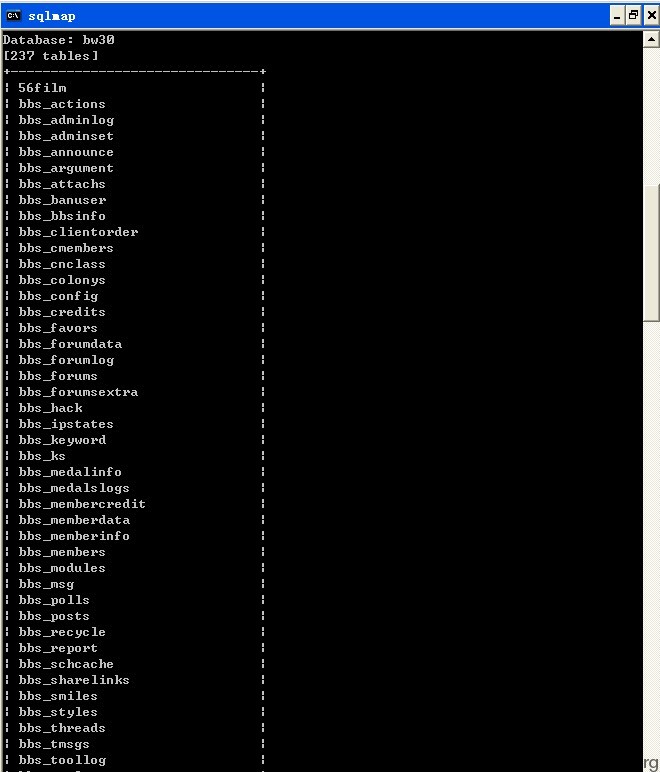 sqlmap
Database: bw30
[237 tables]
+-------------------------------+
| 56film |
| bbs_actions |
| bbs_adminlog |
| bbs_adminset |
| bbs_announce |
| bbs_argument |
| bbs_attachs |
| bbs_banuser |
| bbs_bbsinfo |
| bbs_clientorder |
| bbs_cmembers |
| bbs_cnclass |
| bbs_colonys |
| bbs_config |
| bbs_credits |
| bbs_favors |
| bbs_forumdata |
| bbs_forumlog |
| bbs_forums |
| bbs_forumsextra |
| bbs_hack |
| bbs_ipstates |
| bbs_keyword |
| bbs_ks |
| bbs_medalinfo |
| bbs_medalslogs |
| bbs_membercredit |
| bbs_memberdata |
| bbs_memberinfo |
| bbs_members |
| bbs_modules |
| bbs_msg |
| bbs_polls |
| bbs_posts |
| bbs_recycle |
| bbs_report |
| bbs_schcache |
| bbs_sharelinks |
| bbs_smiles |
| bbs_styles |
| bbs_threads |
| bbs_tmsgs |
| bbs_toollog |
rg